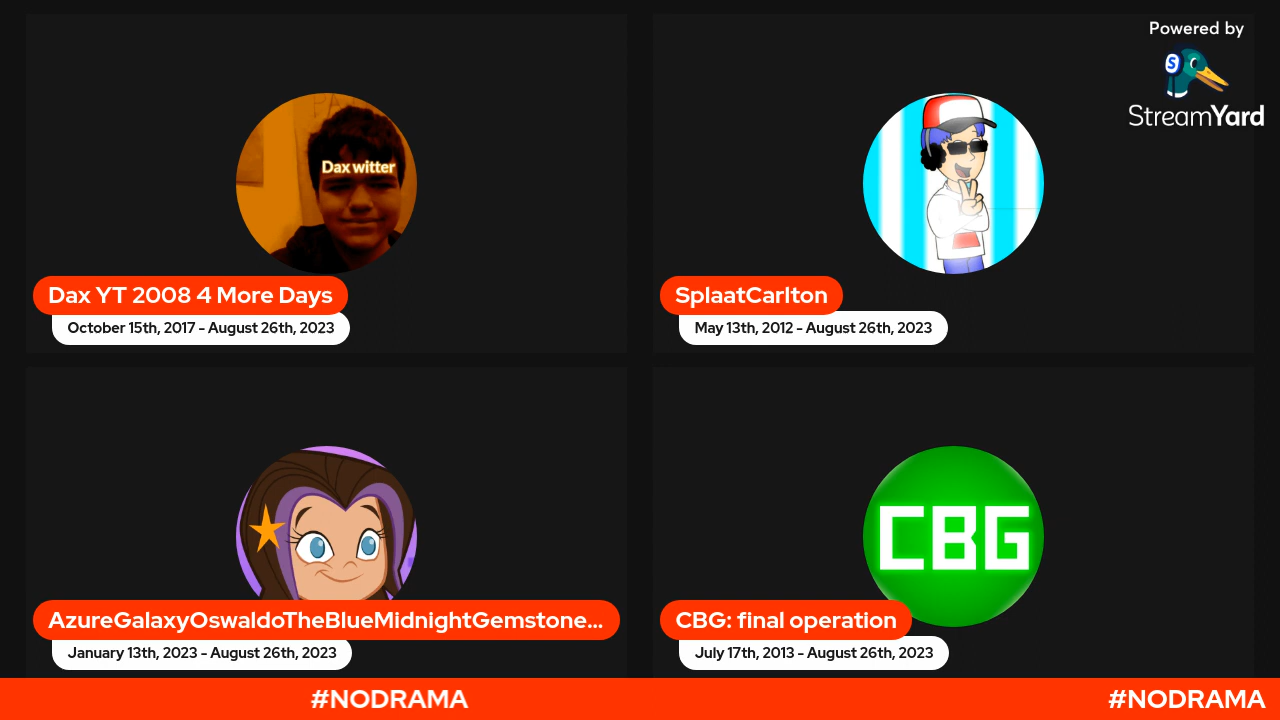 Powered by
S
StreamYard
PA
Dax witter
Dax YT 2008 4 More Days
October 15th, 2017 - August 26th, 2023
SplaatCarlton
May 13th, 2012 - August 26th, 2023
AzureGalaxyOswaldoTheBlueMidnightGemstone...
January 13th, 2023 - August 26th, 2023
CBG
CBG: final operation
July 17th, 2013 - August 26th, 2023
#NODRAMA #NODRAMA